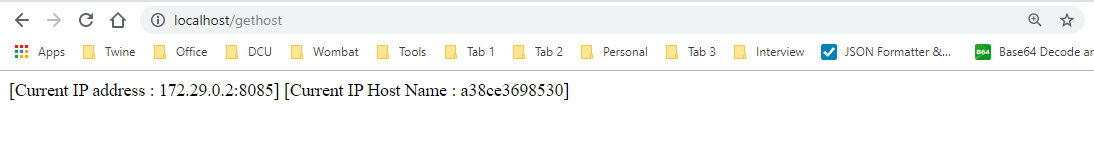 localhost/gethost
Apps Twine Office DCU Wombat Tools Tab 1 Tab 2 Personal Tab 3 Interview JSON Formatter &... B64 Base64 Decode ar
[Current IP address : 172.29.0.2:8085] [Current IP Host Name : a38ce3698530]